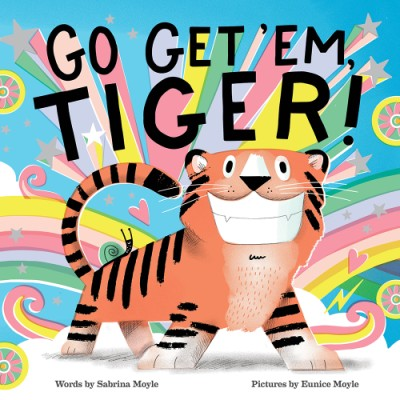 GO GET 'EM,
TIGER!
Words by Sabrina Moyle Pictures by Eunice Moyle